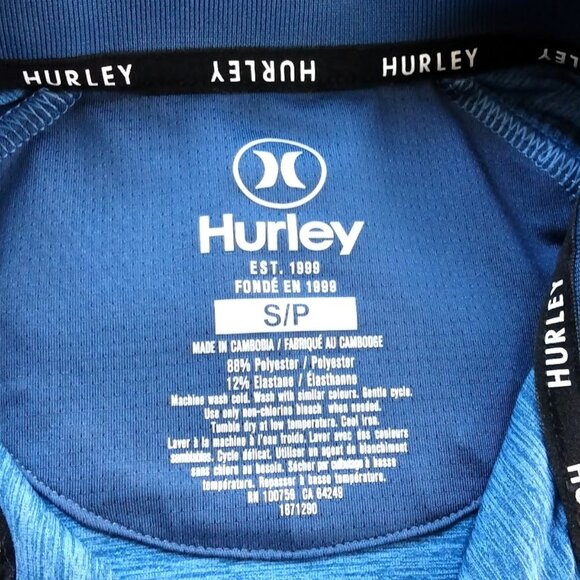 HURLEY HURLEY HURLEY HURLEY
Hurley
EST. 1999
FONDÉ EN 1999
S/P
MADE IN CAMBODIA / FABRIQUÉ AU CAMBODGE
88% Polyester / Polyester
12% Elastane / Élasthanne
Machine wash cold. Wash with similar colours. Gentle cycle.
Use only non-chlorine bleach when needed.
Tumble dry at low temperature. Cool iron.
Laver à la machine à l'eau froide. Laver avec des couleurs
semblables. Cycle délicat. Utiliser un agent de blanchiment
sans chlore au besoin. Sécher par culbutage à basse
température. Repasser à basse température.
RN 100756 CA 64249
1671290
HURLEY